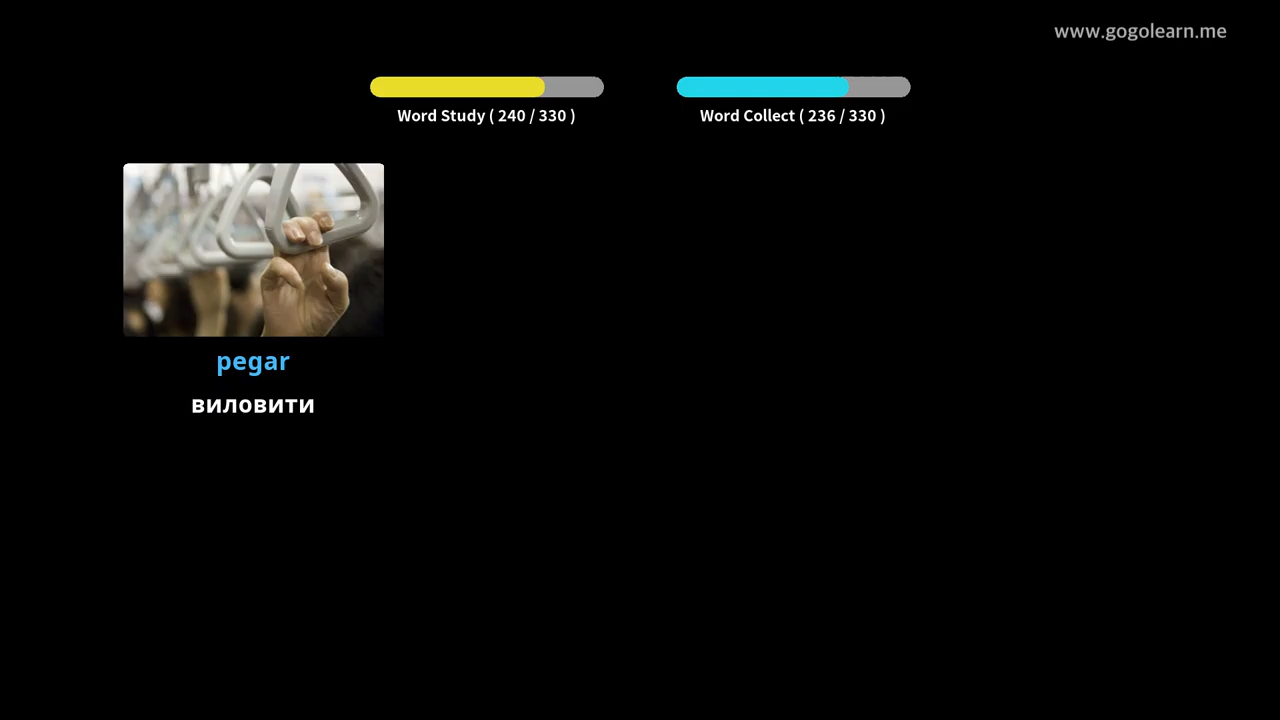 www.gogolearn.me
Word Study ( 240 / 330 )
Word Collect ( 236 / 330 )
pegar
виловити